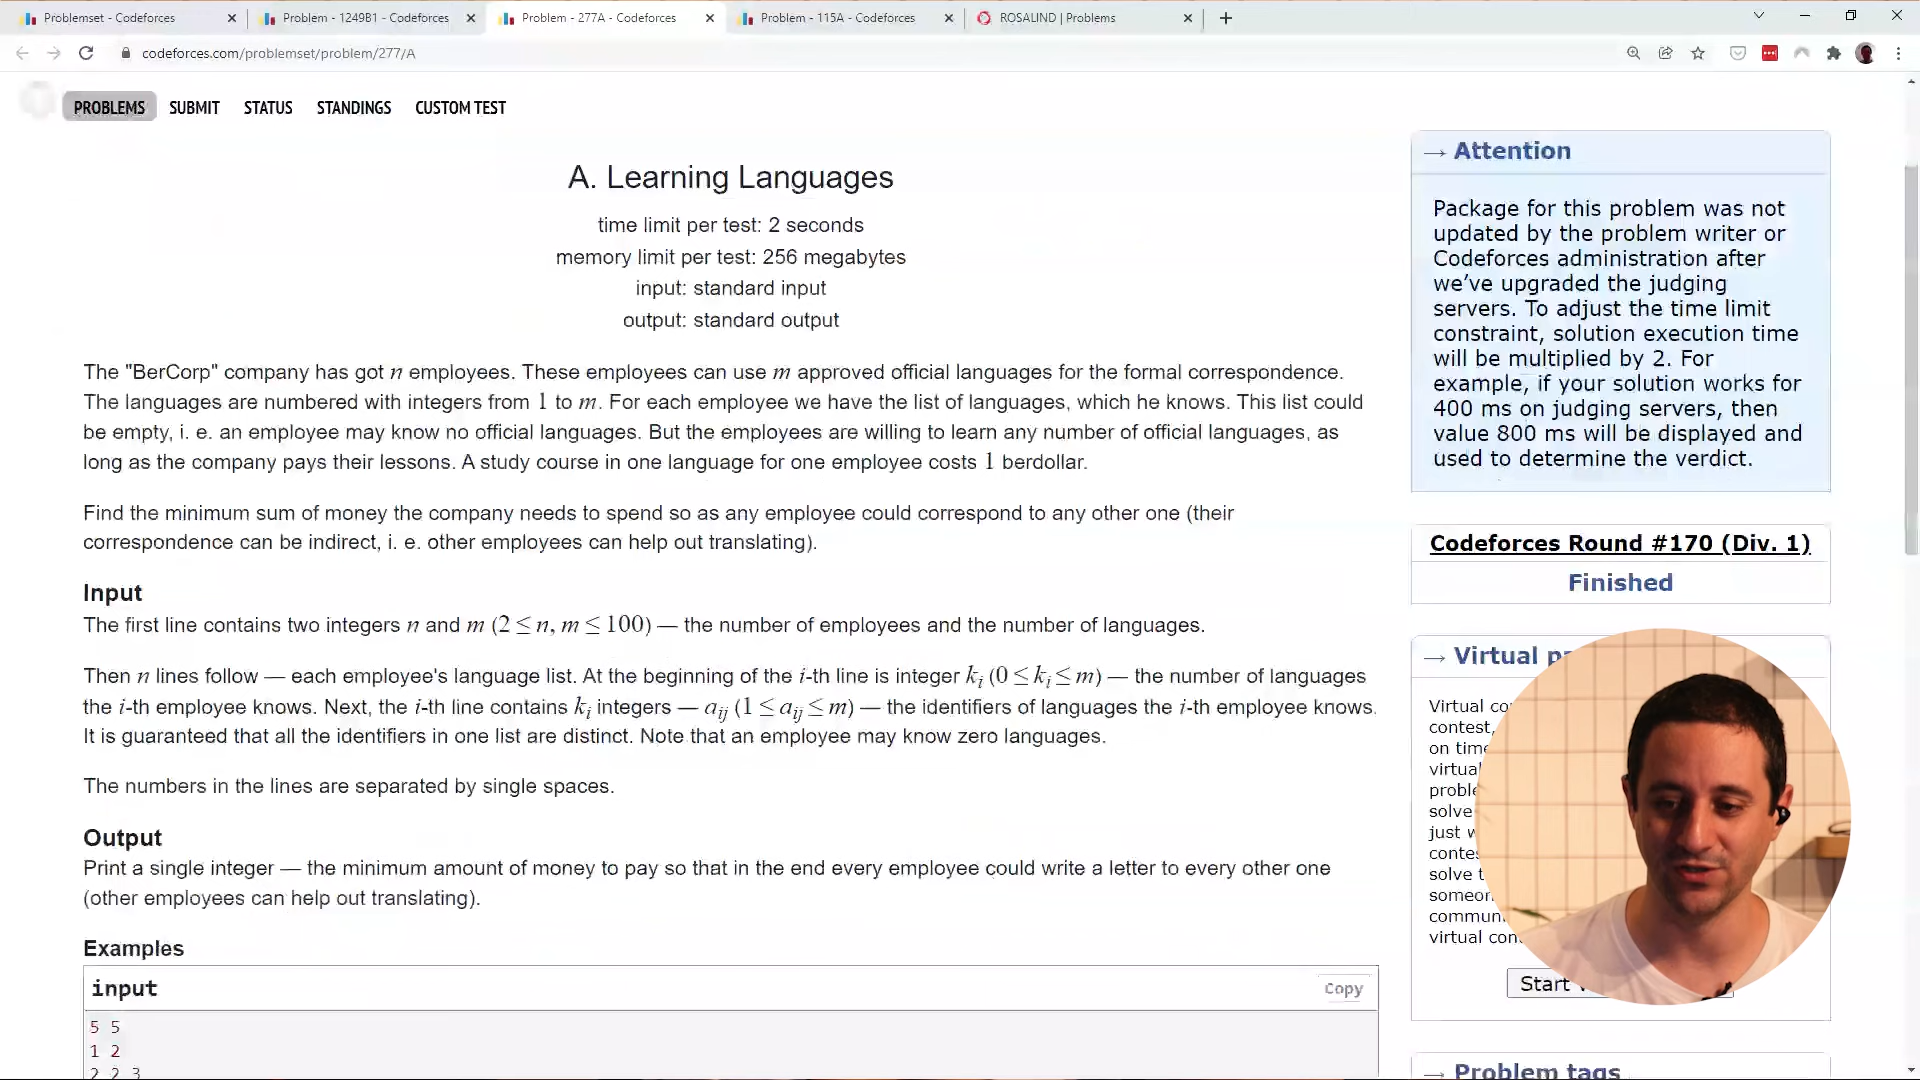 Problemset - Codeforces
Problem - 1249B1 - Codeforces
Problem - 277A - Codeforces
Problem - 115A - Codeforces
ROSALIND | Problems
codeforces.com/problemset/problem/277/A
PROBLEMS SUBMIT STATUS STANDINGS CUSTOM TEST
A. Learning Languages
time limit per test: 2 seconds
memory limit per test: 256 megabytes
input: standard input
output: standard output
The "BerCorp" company has got n employees. These employees can use m approved official languages for the formal correspondence.
The languages are numbered with integers from 1 to m. For each employee we have the list of languages, which he knows. This list could
be empty, i. e. an employee may know no official languages. But the employees are willing to learn any number of official languages, as
long as the company pays their lessons. A study course in one language for one employee costs 1 berdollar.
Find the minimum sum of money the company needs to spend so as any employee could correspond to any other one (their
correspondence can be indirect, i. e. other employees can help out translating).
Input
The first line contains two integers n and m (2 ≤ n, m ≤ 100) — the number of employees and the number of languages.
Then n lines follow — each employee's language list. At the beginning of the i-th line is integer ki (0 ≤ ki ≤ m) — the number of languages
the i-th employee knows. Next, the i-th line contains ki integers — aij (1 ≤ aij ≤ m) — the identifiers of languages the i-th employee knows.
It is guaranteed that all the identifiers in one list are distinct. Note that an employee may know zero languages.
The numbers in the lines are separated by single spaces.
Output
Print a single integer — the minimum amount of money to pay so that in the end every employee could write a letter to every other one
(other employees can help out translating).
Examples
input
Copy
5 5
1 2
2 2 3
→ Attention
Package for this problem was not
updated by the problem writer or
Codeforces administration after
we've upgraded the judging
servers. To adjust the time limit
constraint, solution execution time
will be multiplied by 2. For
example, if your solution works for
400 ms on judging servers, then
value 800 ms will be displayed and
used to determine the verdict.
Codeforces Round #170 (Div. 1)
Finished
→ Virtual
Virtual
contest,
on
solve
just
solve
Start
→ Problem tags